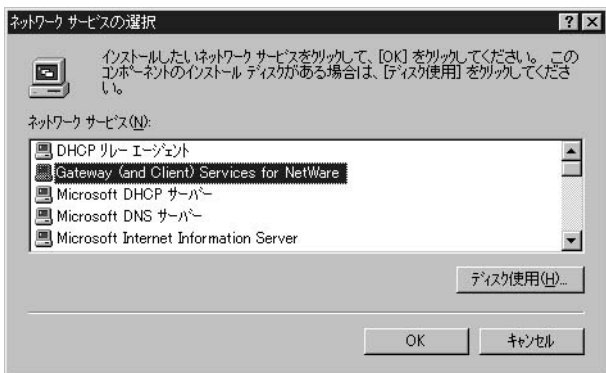 ネットワーク サービスの選択
インストールしたいネットワーク サービスをクリックして、[OK] をクリックしてください。 この
コンポーネントのインストール ディスクがある場合は、[ディスク使用] をクリックしてくださ
い。
ネットワーク サービス(N):
DHCP リレー エージェント
Gateway (and Client) Services for NetWare
Microsoft DHCP サーバー
Microsoft DNS サーバー
Microsoft Internet Information Server
ディスク使用(H)...
OK
キャンセル